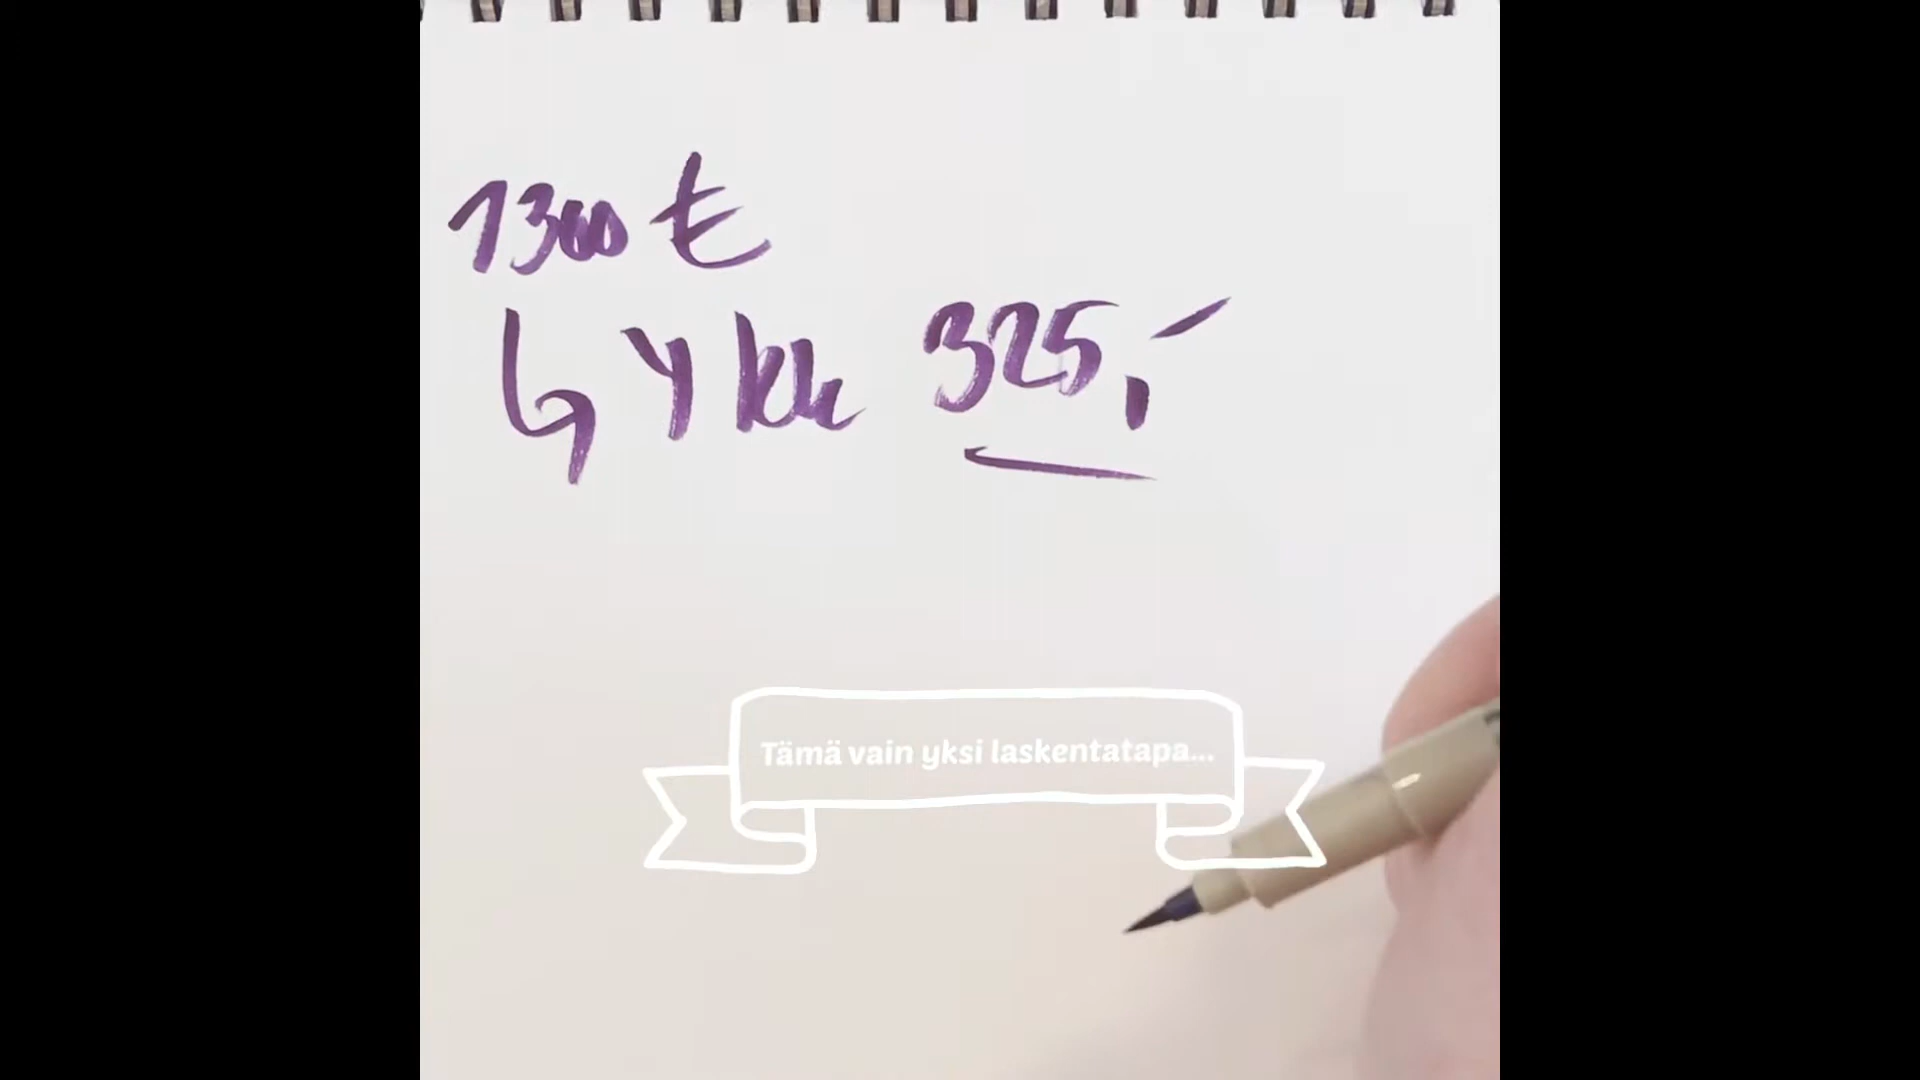 1300 €
↳ 4 kk 325,-
Tämä vain yksi laskentatapa...